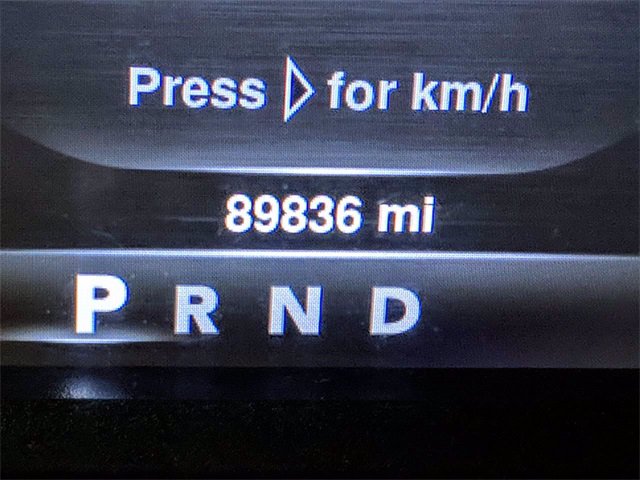 Press ▷ for km/h
89836 mi
P R N D